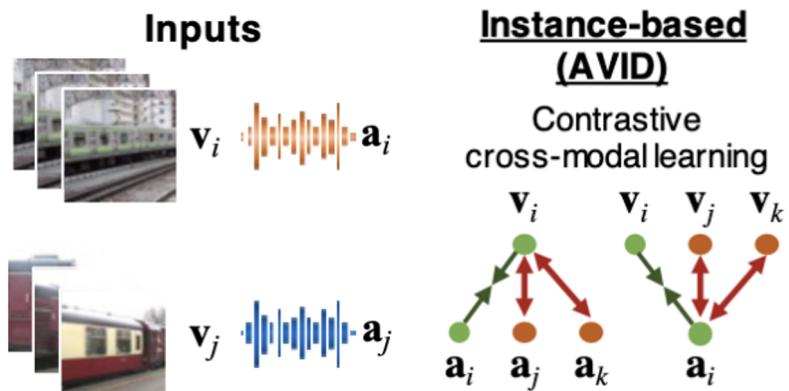 Inputs
v_i
a_i
v_j
a_j
Instance-based
(AVID)
Contrastive
cross-modal learning
v_i
v_i v_j v_k
a_i a_j a_k
a_i